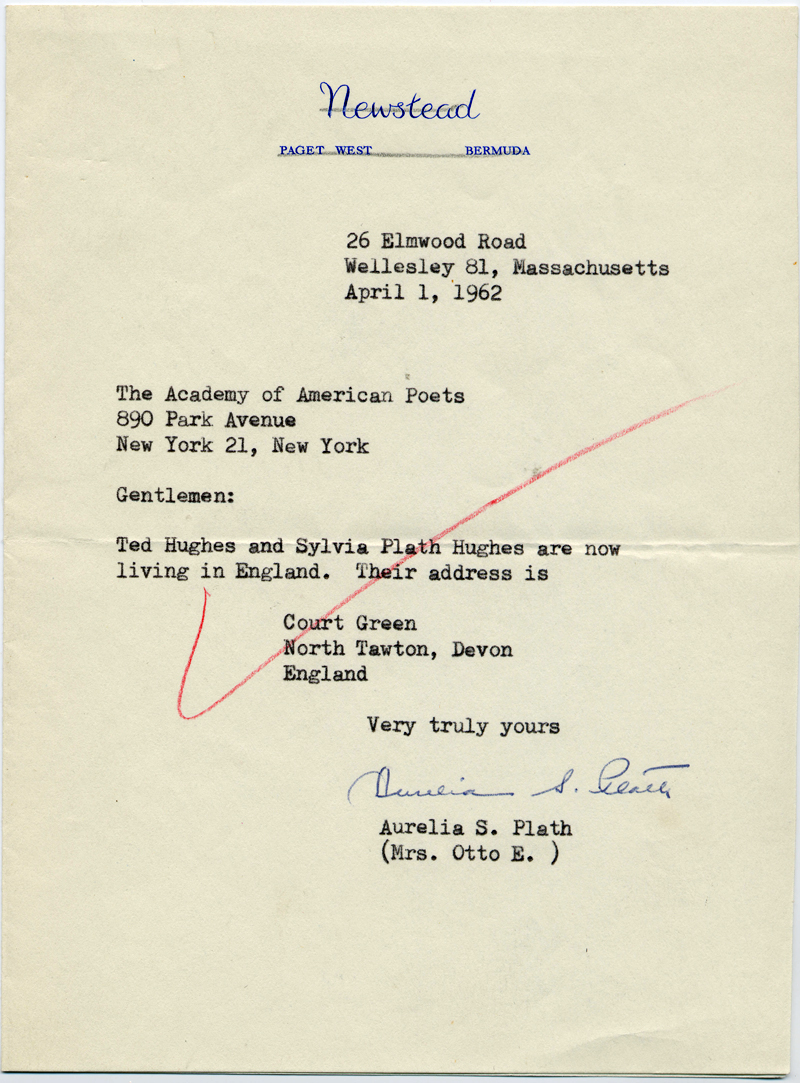 Newstead
PAGET WEST BERMUDA
26 Elmwood Road
Wellesley 81, Massachusetts
April 1, 1962
The Academy of American Poets
890 Park Avenue
New York 21, New York
Gentlemen:
Ted Hughes and Sylvia Plath Hughes are now
living in England. Their address is
Court Green
North Tawton, Devon
England
Very truly yours
Aurelia S. Plath
Aurelia S. Plath
(Mrs. Otto E. )